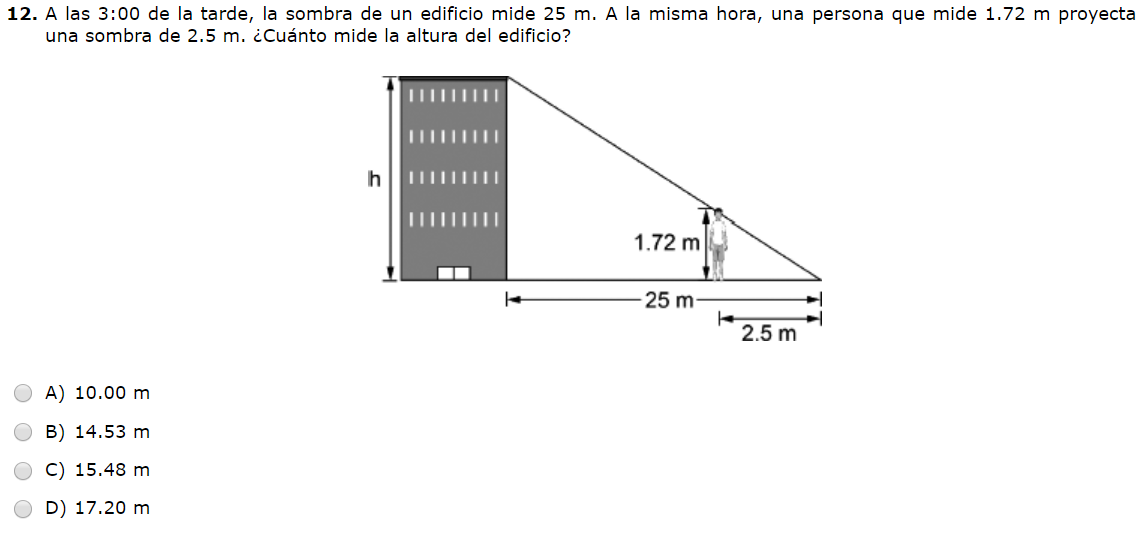 12. A las 3:00 de la tarde, la sombra de un edificio mide 25 m. A la misma hora, una persona que mide 1.72 m proyecta
una sombra de 2.5 m. ¿Cuánto mide la altura del edificio?
h
1.72 m
25 m
2.5 m
A) 10.00 m
B) 14.53 m
C) 15.48 m
D) 17.20 m